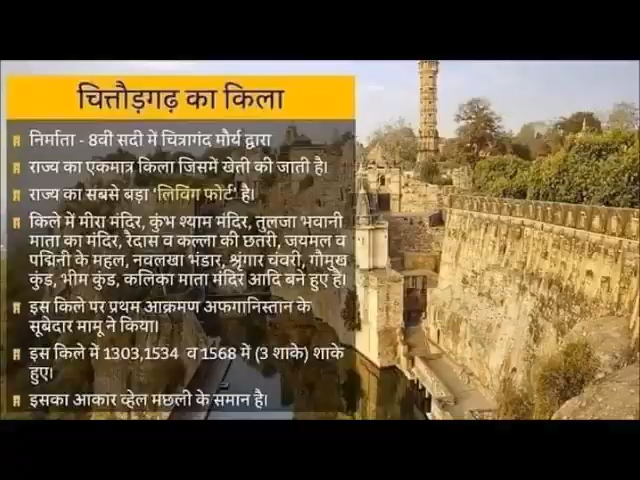 चित्तौड़गढ़ का किला
निर्माता - 8वी सदी में चित्रागंद मौर्य द्वारा
राज्य का एकमात्र किला जिसमें खेती की जाती है।
राज्य का सबसे बड़ा 'लिविंग फोर्ट' है।
किले में मीरा मंदिर, कुंभ श्याम मंदिर, तुलजा भवानी
माता का मंदिर, रैदास व कल्ला की छतरी, जयमल व
पद्मिनी के महल, नवलखा भंडार, श्रृंगार चंवरी, गौमुख
कुंड, भीम कुंड, कलिका माता मंदिर आदि बने हुए है।
इस किले पर प्रथम आक्रमण अफगानिस्तान के
सूबेदार मामू ने किया।
इस किले में 1303,1534 व 1568 में (3 शाके) शाके
हुए।
इसका आकार व्हेल मछली के समान है।